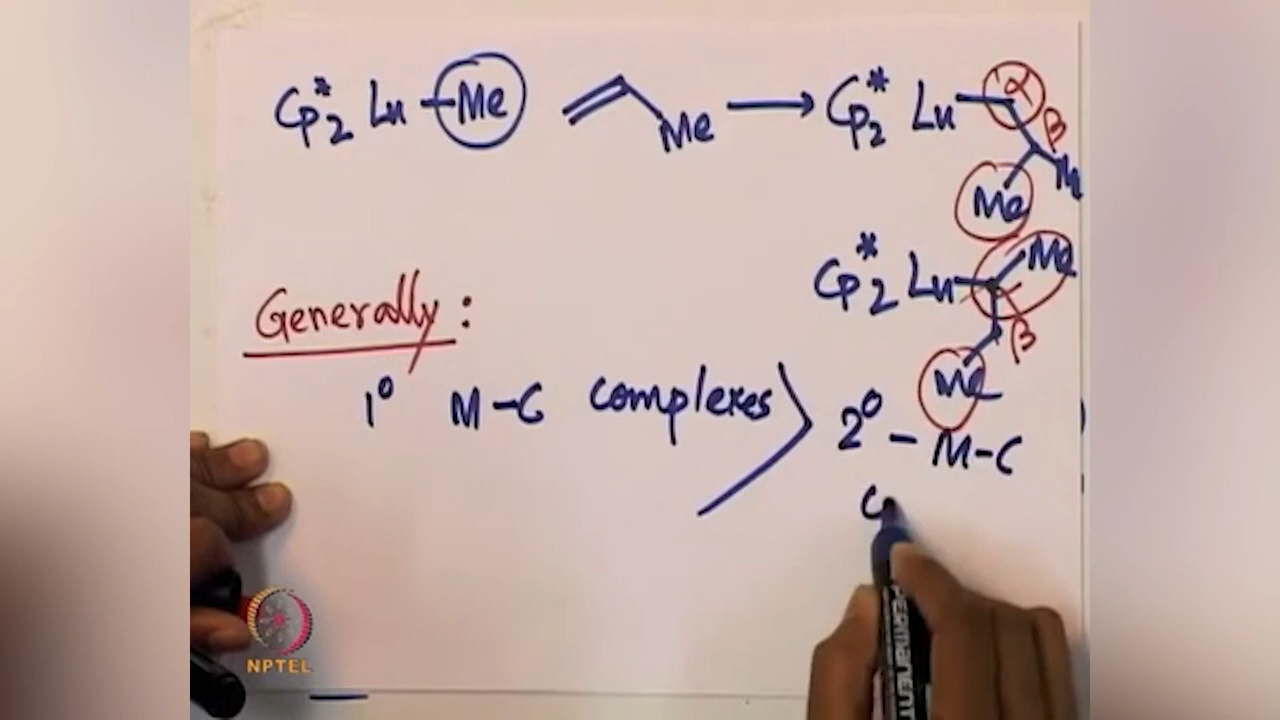 Cp*2 Lu–Me Me → Cp*2 Lu α β
Me M
Cp*2 Lu Me β
Me
Generally:
1° M–C complexes > 2° – M–C
C
NPTEL
PERMANENT